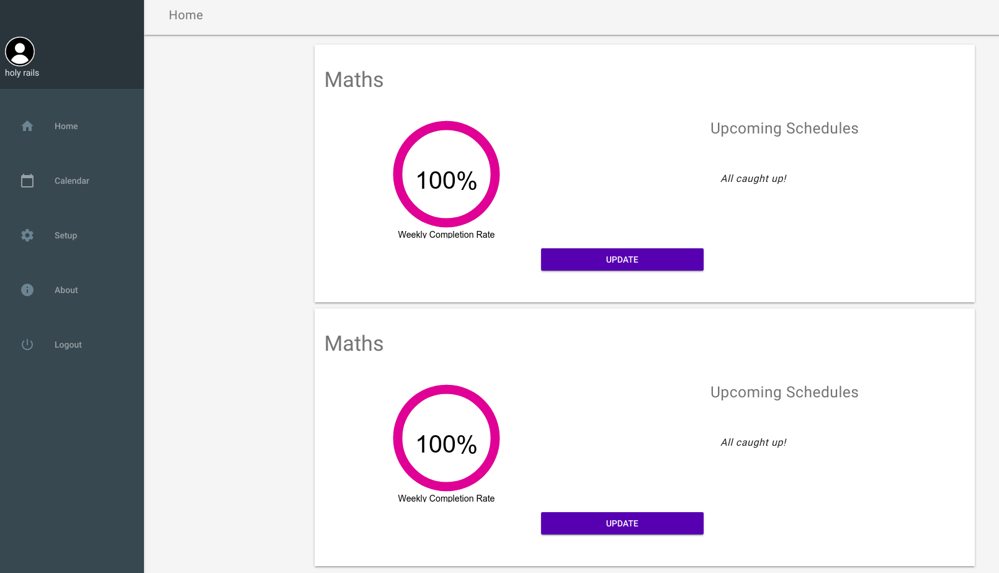 Home
holy rails
Home
Calendar
Setup
About
Logout
Maths
100%
Weekly Completion Rate
Upcoming Schedules
All caught up!
UPDATE
Maths
100%
Weekly Completion Rate
Upcoming Schedules
All caught up!
UPDATE